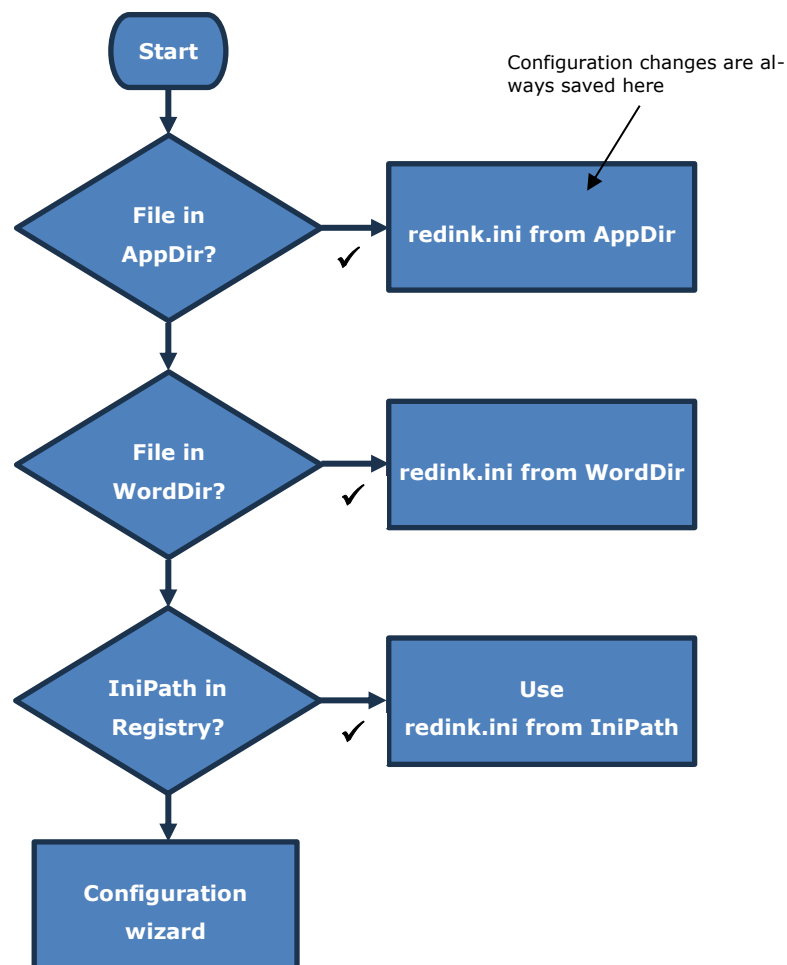 Start
Configuration changes are al-
ways saved here
File in
AppDir?
✓
redink.ini from AppDir
File in
WordDir?
✓
redink.ini from WordDir
IniPath in
Registry?
✓
Use
redink.ini from IniPath
Configuration
wizard